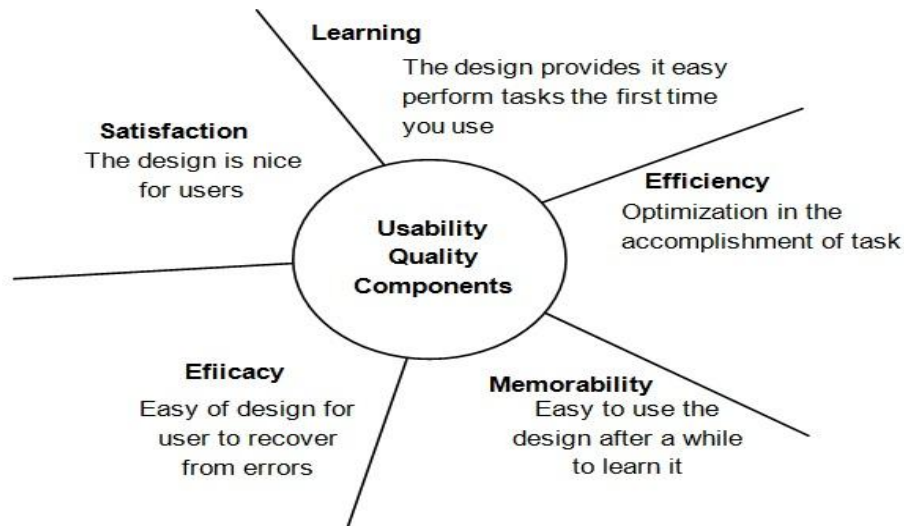 Learning
The design provides it easy
perform tasks the first time
you use
Satisfaction
The design is nice
for users
Efficiency
Optimization in the
accomplishment of task
Usability
Quality
Components
Efiicacy
Easy of design for
user to recover
from errors
Memorability
Easy to use the
design after a while
to learn it